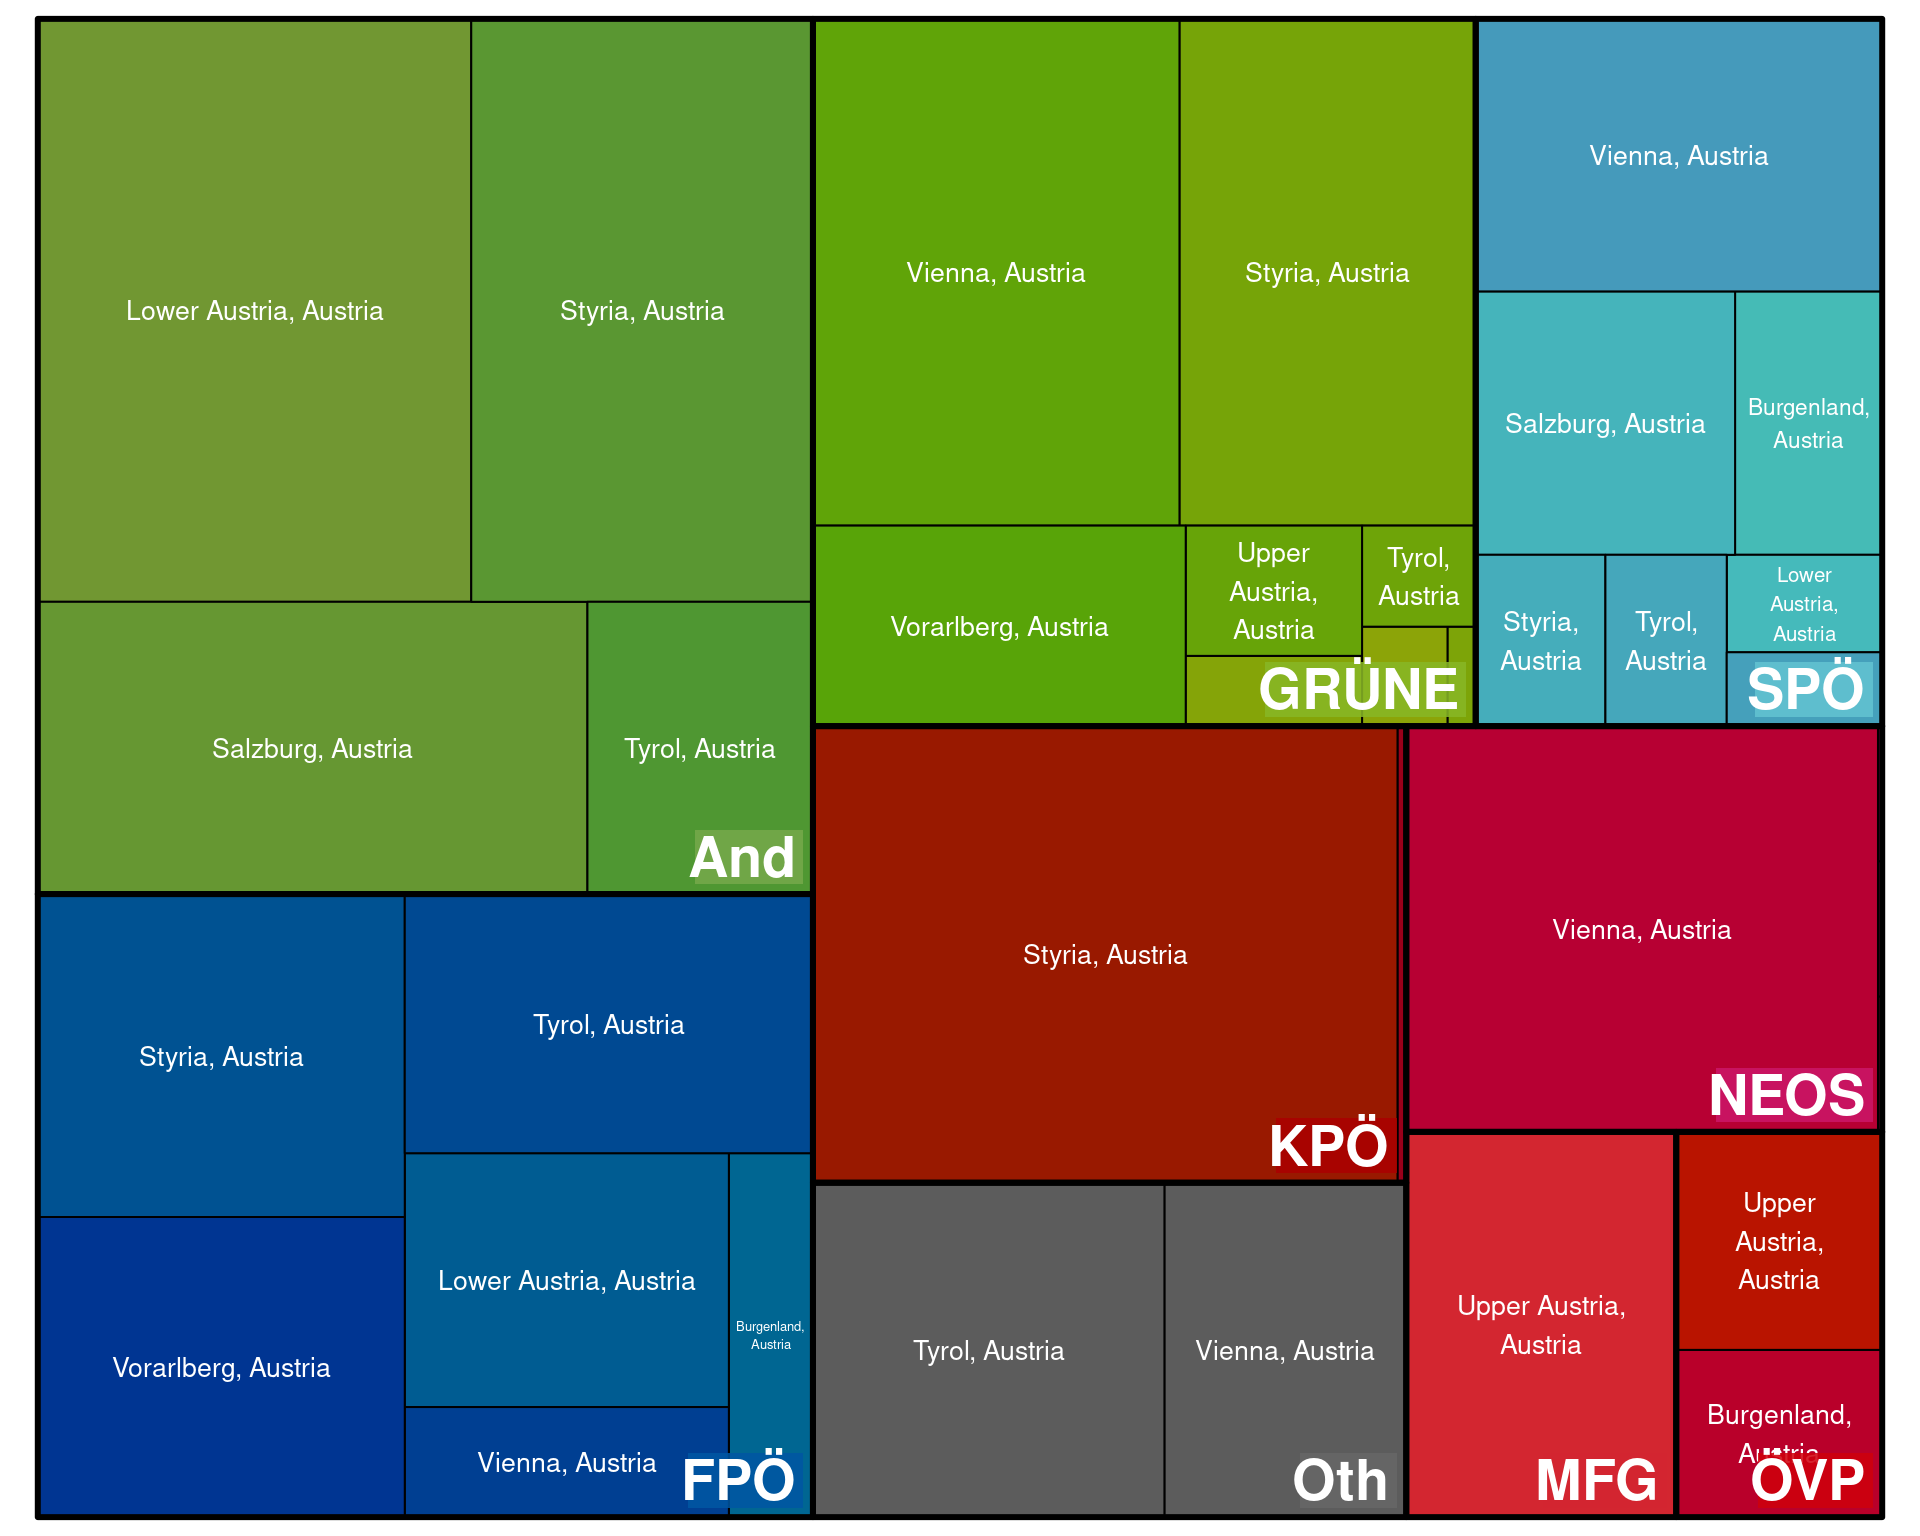 Lower Austria, Austria
Styria, Austria
Salzburg, Austria
Tyrol, Austria
And
Styria, Austria
Tyrol, Austria
Vorarlberg, Austria
Lower Austria, Austria
Burgenland,
Austria
Vienna, Austria
FPÖ
Vienna, Austria
Styria, Austria
Vorarlberg, Austria
Upper
Austria,
Austria
Tyrol,
Austria
GRÜNE
Vienna, Austria
Salzburg, Austria
Burgenland,
Austria
Styria,
Austria
Tyrol,
Austria
Lower
Austria,
Austria
SPÖ
Styria, Austria
KPÖ
Vienna, Austria
NEOS
Tyrol, Austria
Vienna, Austria
Oth
Upper Austria,
Austria
MFG
Upper
Austria,
Austria
Burgenland,
Austria
ÖVP